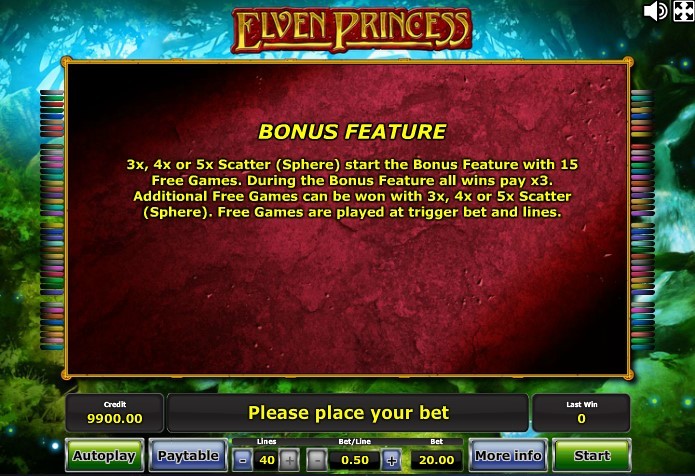 ELVEN PRINCESS
BONUS FEATURE
3x, 4x or 5x Scatter (Sphere) start the Bonus Feature with 15
Free Games. During the Bonus Feature all wins pay x3.
Additional Free Games can be won with 3x, 4x or 5x Scatter
(Sphere). Free Games are played at trigger bet and lines.
Credit
9900.00
Please place your bet
Last Win
0
Autoplay
Paytable
Lines
- 40 +
Bet/Line
- 0.50 +
Bet
20.00
More info
Start